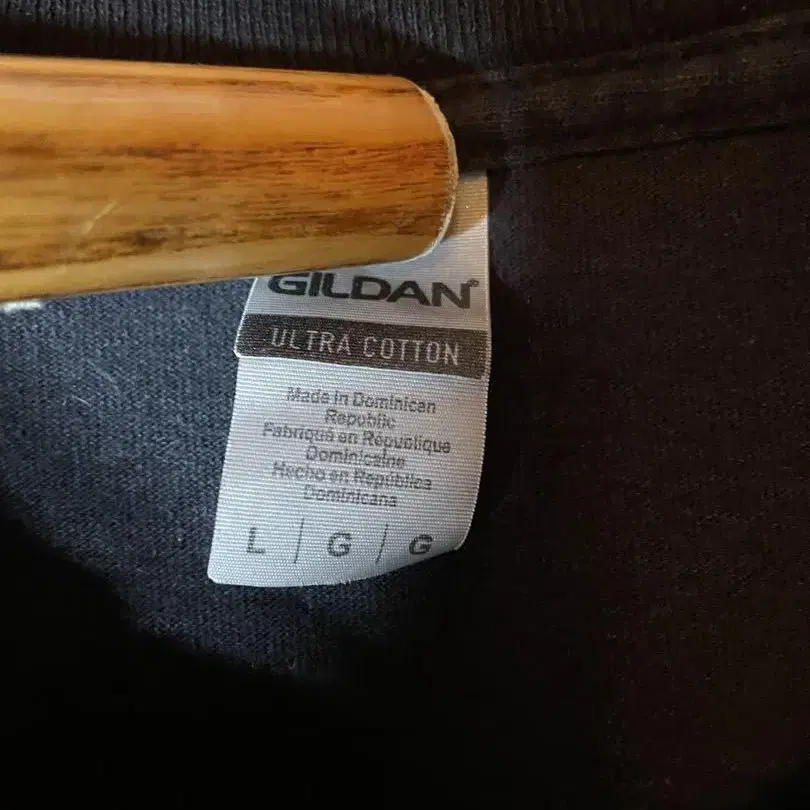 GILDAN®
ULTRA COTTON
Made in Dominican
Republic
Fabriqué en République
Dominicaine
Hecho en República
Dominicana
L | G | G